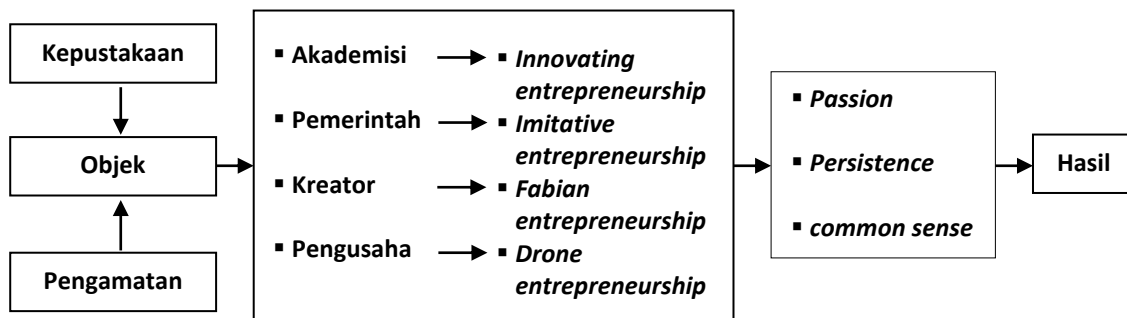 Kepustakaan
Objek
Pengamatan
▪ Akademisi
▪ Innovating
entrepreneurship
▪ Pemerintah
▪ Imitative
entrepreneurship
▪ Kreator
▪ Fabian
entrepreneurship
▪ Pengusaha
▪ Drone
entrepreneurship
▪ Passion
▪ Persistence
▪ common sense
Hasil